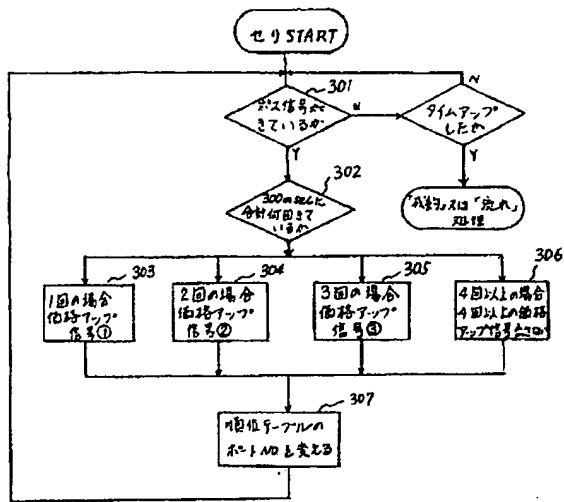 セリSTART
301
ポス信号が
きているか
N
Y
タイムアップ
したか
N
Y
「成約」又は「流れ」
処理
302
300msecに
合計何回きて
いるか
303
1回の場合
価格アップ
信号①
304
2回の場合
価格アップ
信号②
305
3回の場合
価格アップ
信号③
306
4回以上の場合
4回以上の価格
アップ信号
307
順位テーブルの
ポートNOを変える